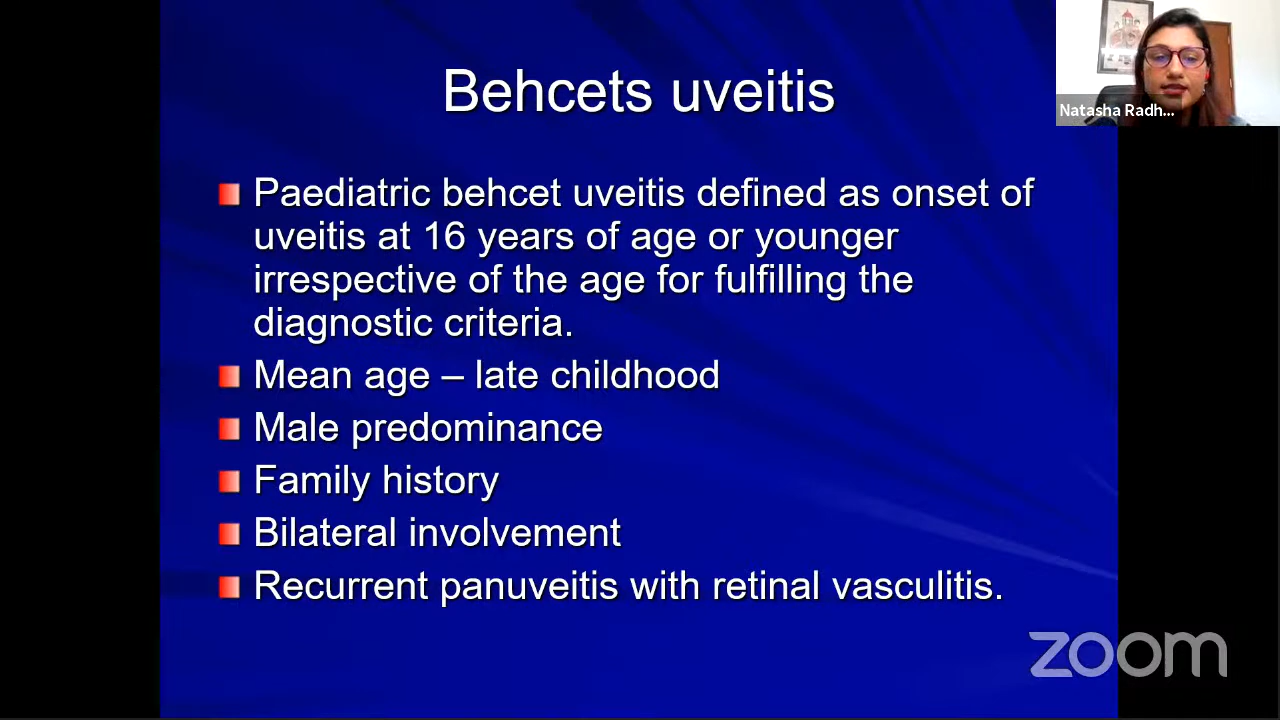 Behcets uveitis
Natasha Radh...
Paediatric behcet uveitis defined as onset of
uveitis at 16 years of age or younger
irrespective of the age for fulfilling the
diagnostic criteria.
Mean age – late childhood
Male predominance
Family history
Bilateral involvement
Recurrent panuveitis with retinal vasculitis.
zoom